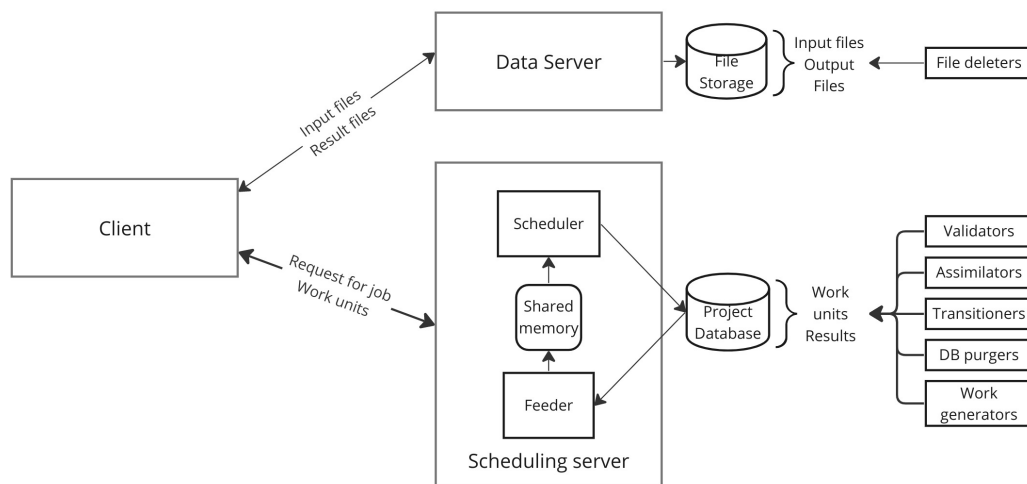 Data Server
File
Storage
Input files
Output
Files
File deleters
Input files
Result files
Client
Request for job
Work units
Scheduler
Shared
memory
Feeder
Scheduling server
Project
Database
Work
units
Results
Validators
Assimilators
Transitioners
DB purgers
Work
generators